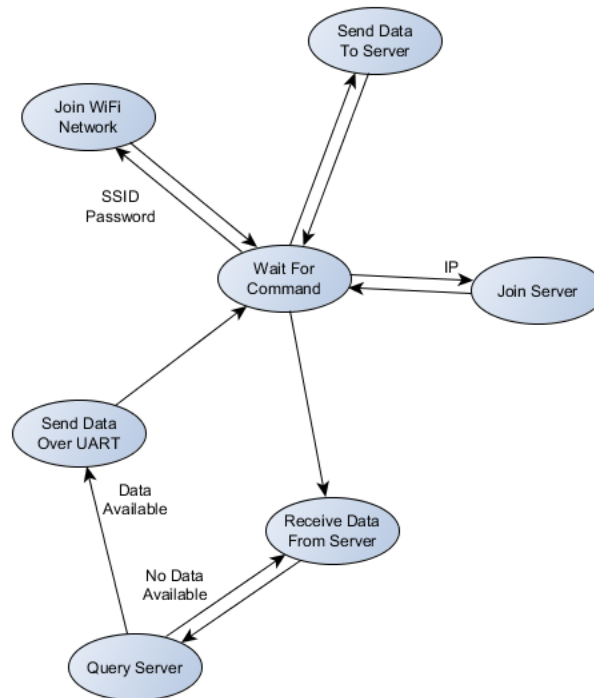 Send Data
To Server
Join WiFi
Network
SSID
Password
Wait For
Command
IP
Join Server
Send Data
Over UART
Data
Available
Receive Data
From Server
No Data
Available
Query Server